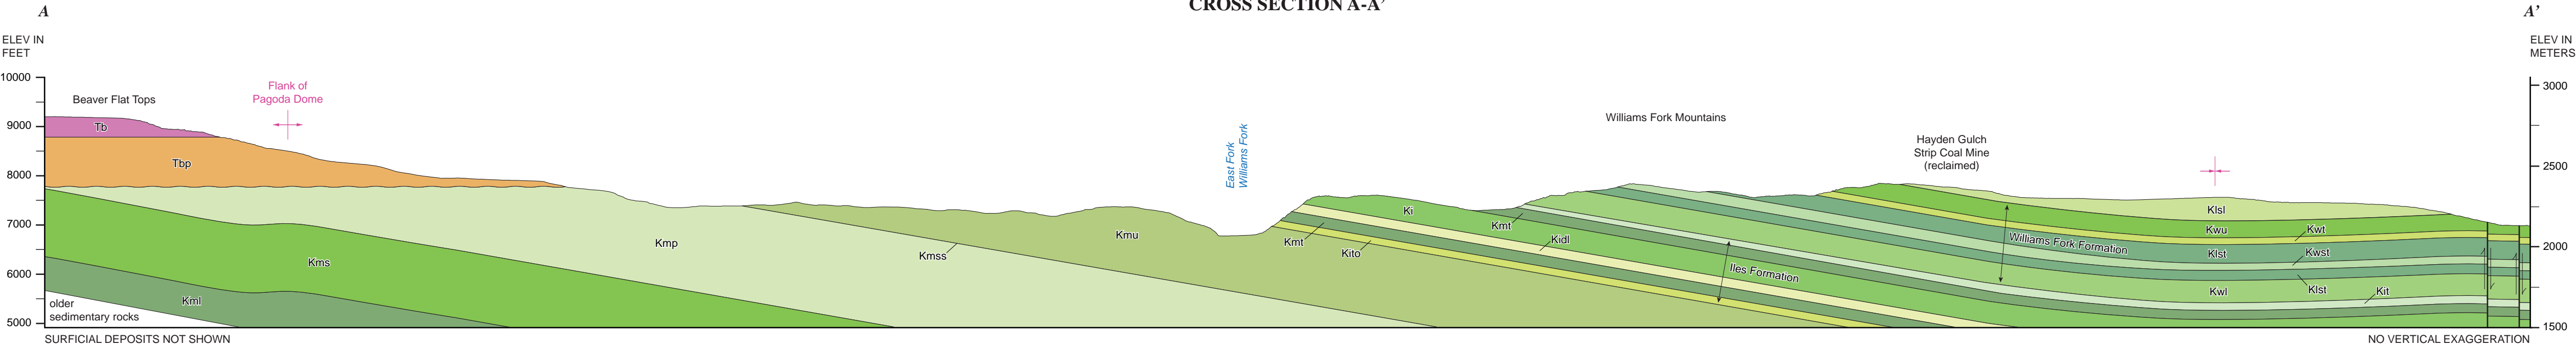 CROSS SECTION A-A’
A
A’
ELEV IN
FEET
ELEV IN
METERS
10000
9000
8000
7000
6000
5000
3000
2500
2000
1500
Beaver Flat Tops
Flank of
Pagoda Dome
East Fork
Williams Fork
Williams Fork Mountains
Hayden Gulch
Strip Coal Mine
(reclaimed)
Tb
Tbp
Kms
Kml
older
sedimentary rocks
Kmp
Kmss
Kmu
Kmt
Kito
Ki
Kmt
Kidl
Iles Formation
Williams Fork Formation
Klsl
Kwu
Kwt
Klst
Kwst
Klst
Kwl
Kit
SURFICIAL DEPOSITS NOT SHOWN
NO VERTICAL EXAGGERATION